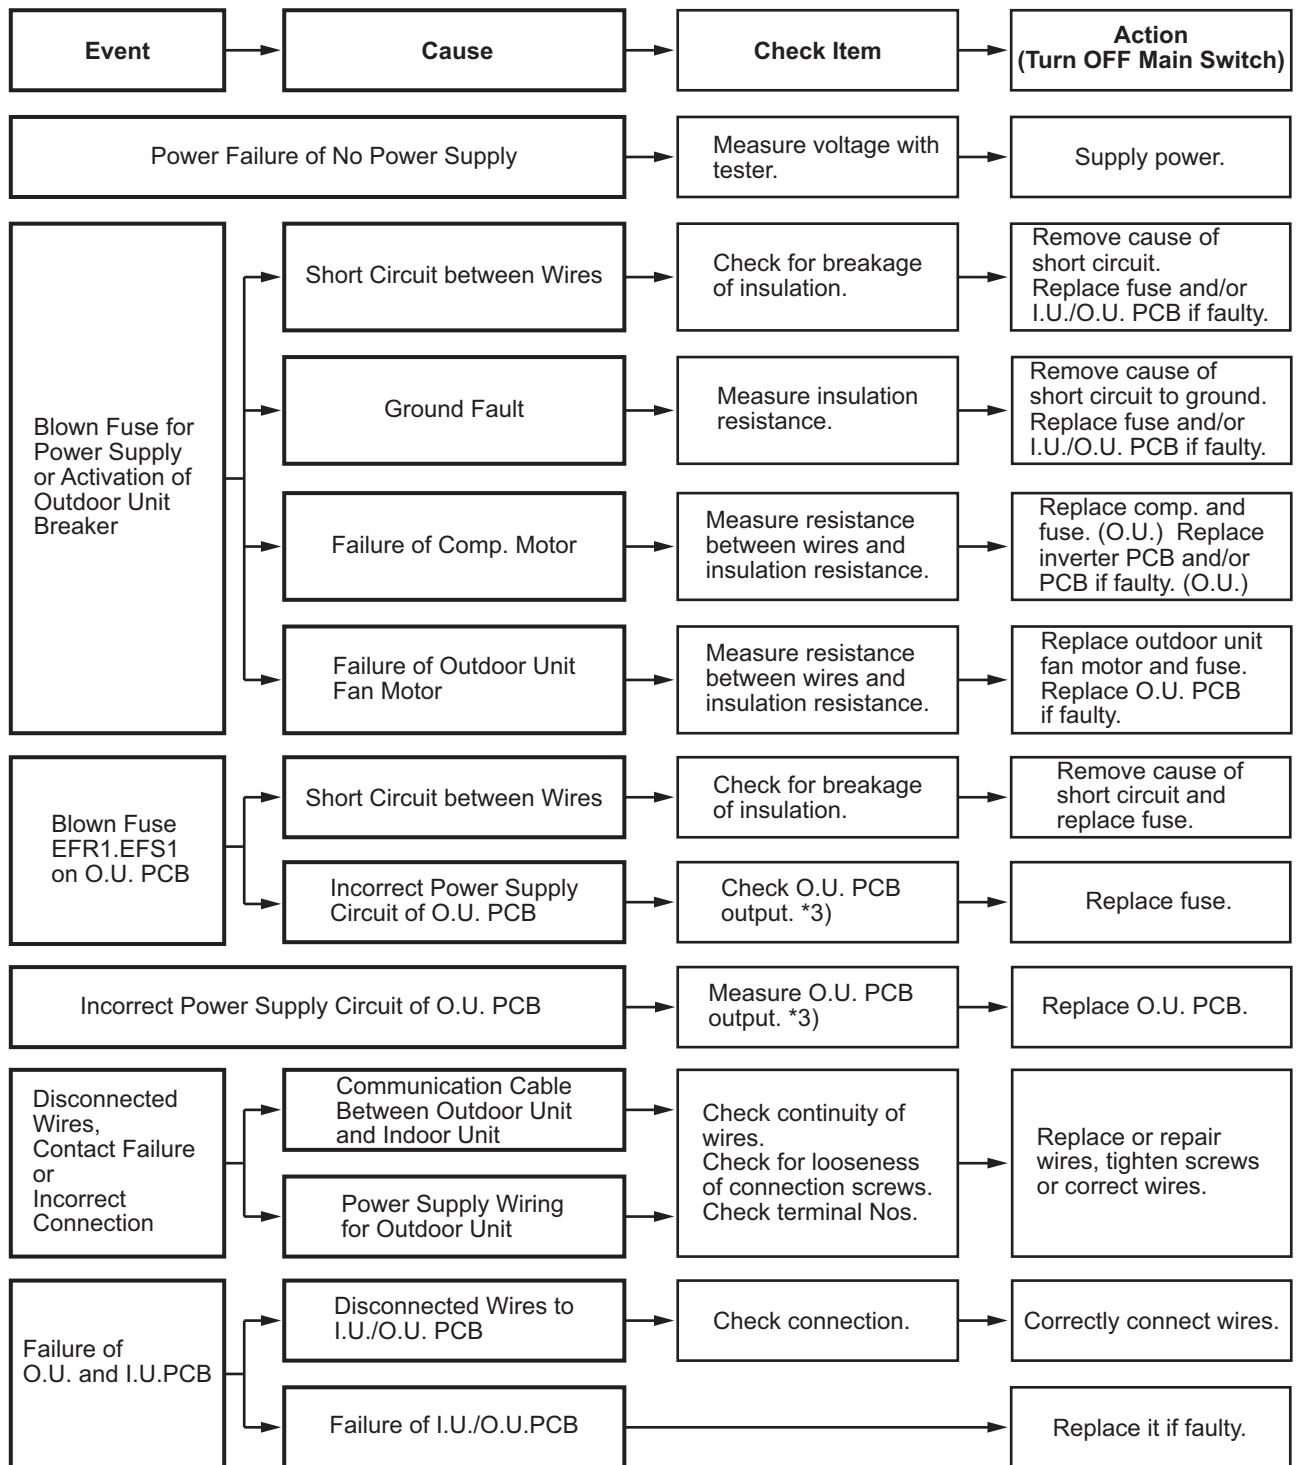 Event
Cause
Check Item
Action
(Turn OFF Main Switch)
Power Failure of No Power Supply
Measure voltage with
tester.
Supply power.
Blown Fuse for
Power Supply
or Activation of
Outdoor Unit
Breaker
Short Circuit between Wires
Check for breakage
of insulation.
Remove cause of
short circuit.
Replace fuse and/or
I.U./O.U. PCB if faulty.
Ground Fault
Measure insulation
resistance.
Remove cause of
short circuit to ground.
Replace fuse and/or
I.U./O.U. PCB if faulty.
Failure of Comp. Motor
Measure resistance
between wires and
insulation resistance.
Replace comp. and
fuse. (O.U.) Replace
inverter PCB and/or
PCB if faulty. (O.U.)
Failure of Outdoor Unit
Fan Motor
Measure resistance
between wires and
insulation resistance.
Replace outdoor unit
fan motor and fuse.
Replace O.U. PCB
if faulty.
Blown Fuse
EFR1.EFS1
on O.U. PCB
Short Circuit between Wires
Check for breakage
of insulation.
Remove cause of
short circuit and
replace fuse.
Incorrect Power Supply
Circuit of O.U. PCB
Check O.U. PCB
output. *3)
Replace fuse.
Incorrect Power Supply Circuit of O.U. PCB
Measure O.U. PCB
output. *3)
Replace O.U. PCB.
Disconnected
Wires,
Contact Failure
or
Incorrect
Connection
Communication Cable
Between Outdoor Unit
and Indoor Unit
Power Supply Wiring
for Outdoor Unit
Check continuity of
wires.
Check for looseness
of connection screws.
Check terminal Nos.
Replace or repair
wires, tighten screws
or correct wires.
Failure of
O.U. and I.U.PCB
Disconnected Wires to
I.U./O.U. PCB
Check connection.
Correctly connect wires.
Failure of I.U./O.U.PCB
Replace it if faulty.